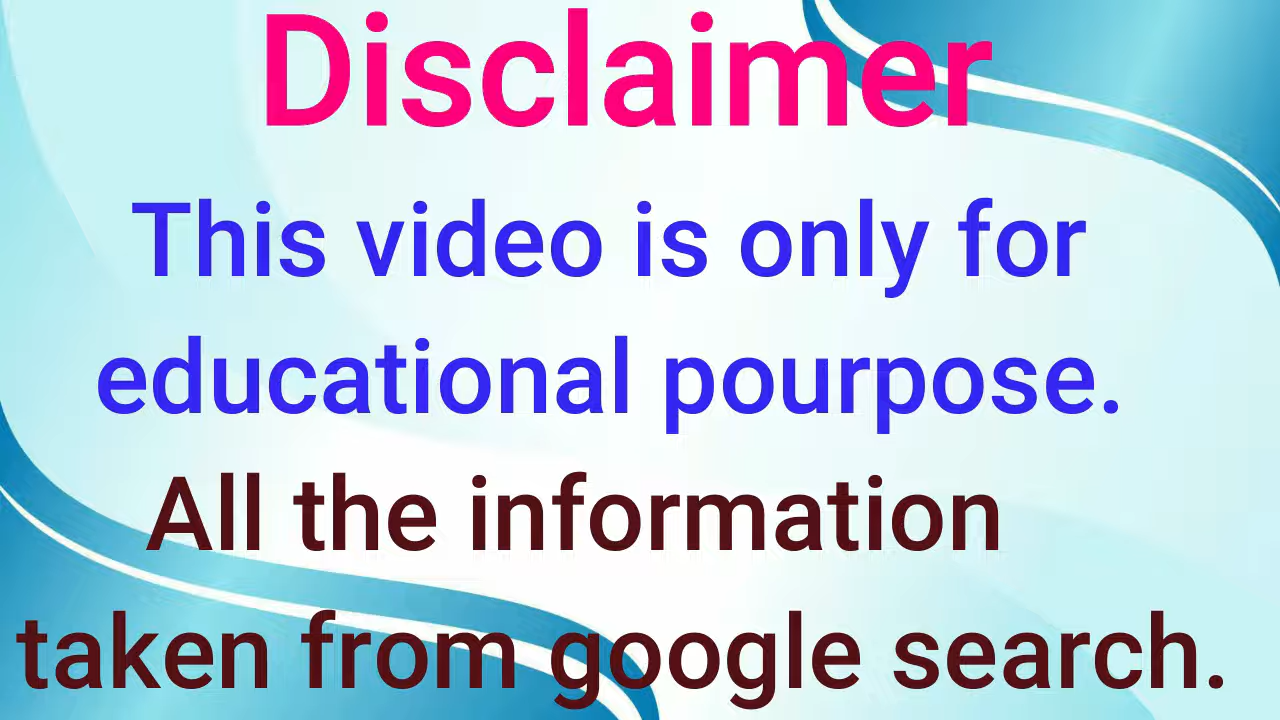 Disclaimer
This video is only for
educational pourpose.
All the information
taken from google search.